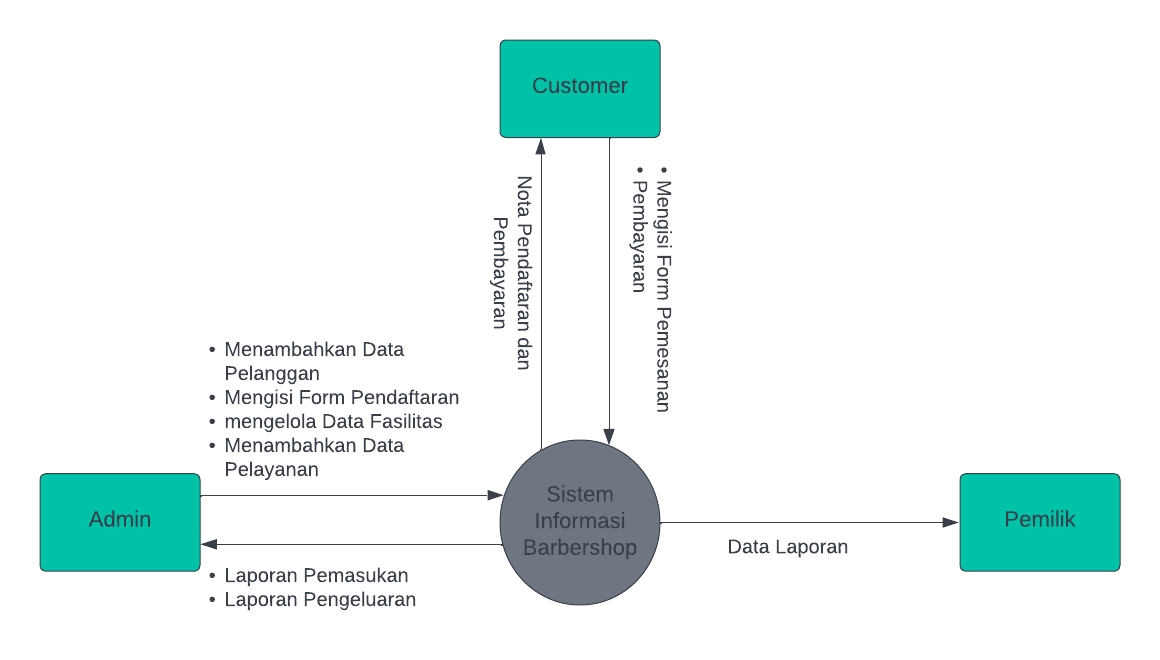 Customer
Nota Pendaftaran dan
Pembayaran
• Mengisi Form Pemesanan
• Pembayaran
• Menambahkan Data
Pelanggan
• Mengisi Form Pendaftaran
• mengelola Data Fasilitas
• Menambahkan Data
Pelayanan
Admin
Sistem
Informasi
Barbershop
Pemilik
Data Laporan
• Laporan Pemasukan
• Laporan Pengeluaran